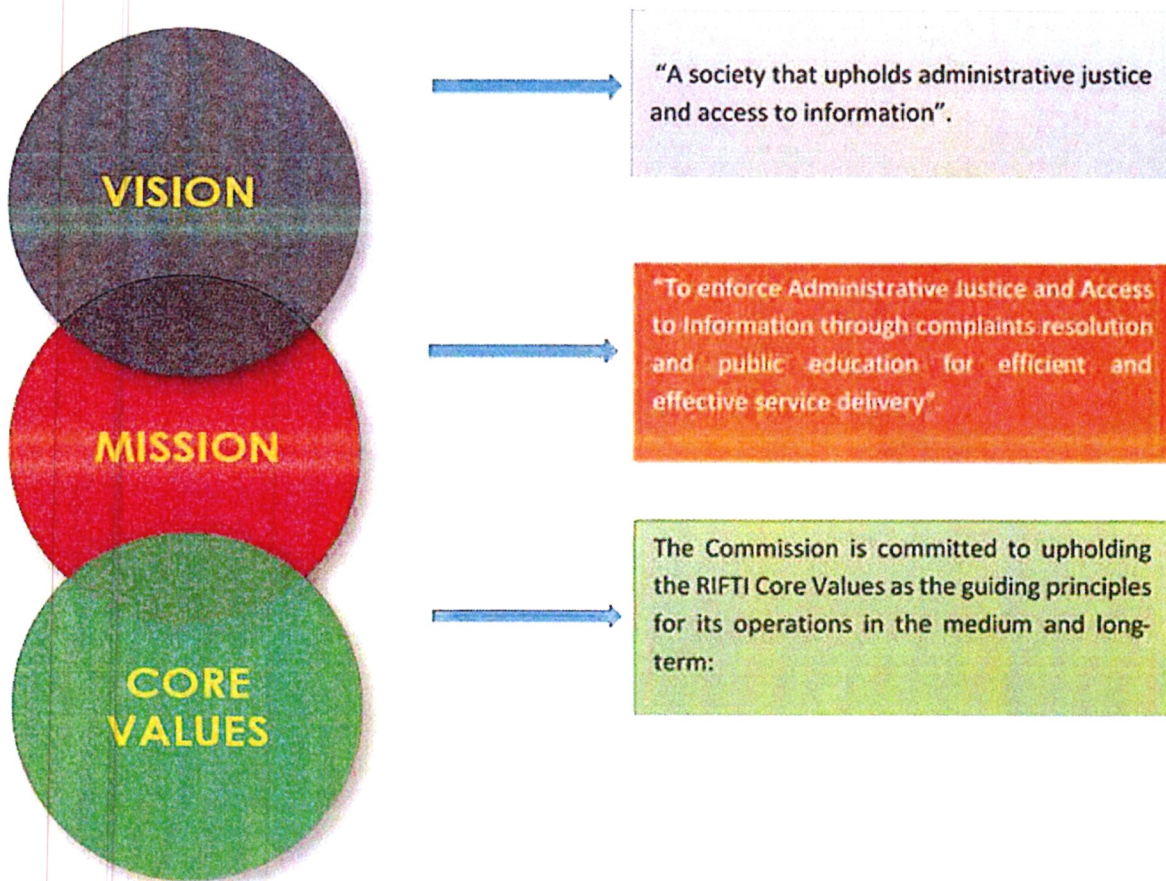 VISION
"A society that upholds administrative justice
and access to information".
MISSION
"To enforce Administrative Justice and Access
to Information through complaints resolution
and public education for efficient and
effective service delivery".
CORE
VALUES
The Commission is committed to upholding
the RIFTI Core Values as the guiding principles
for its operations in the medium and long-
term: